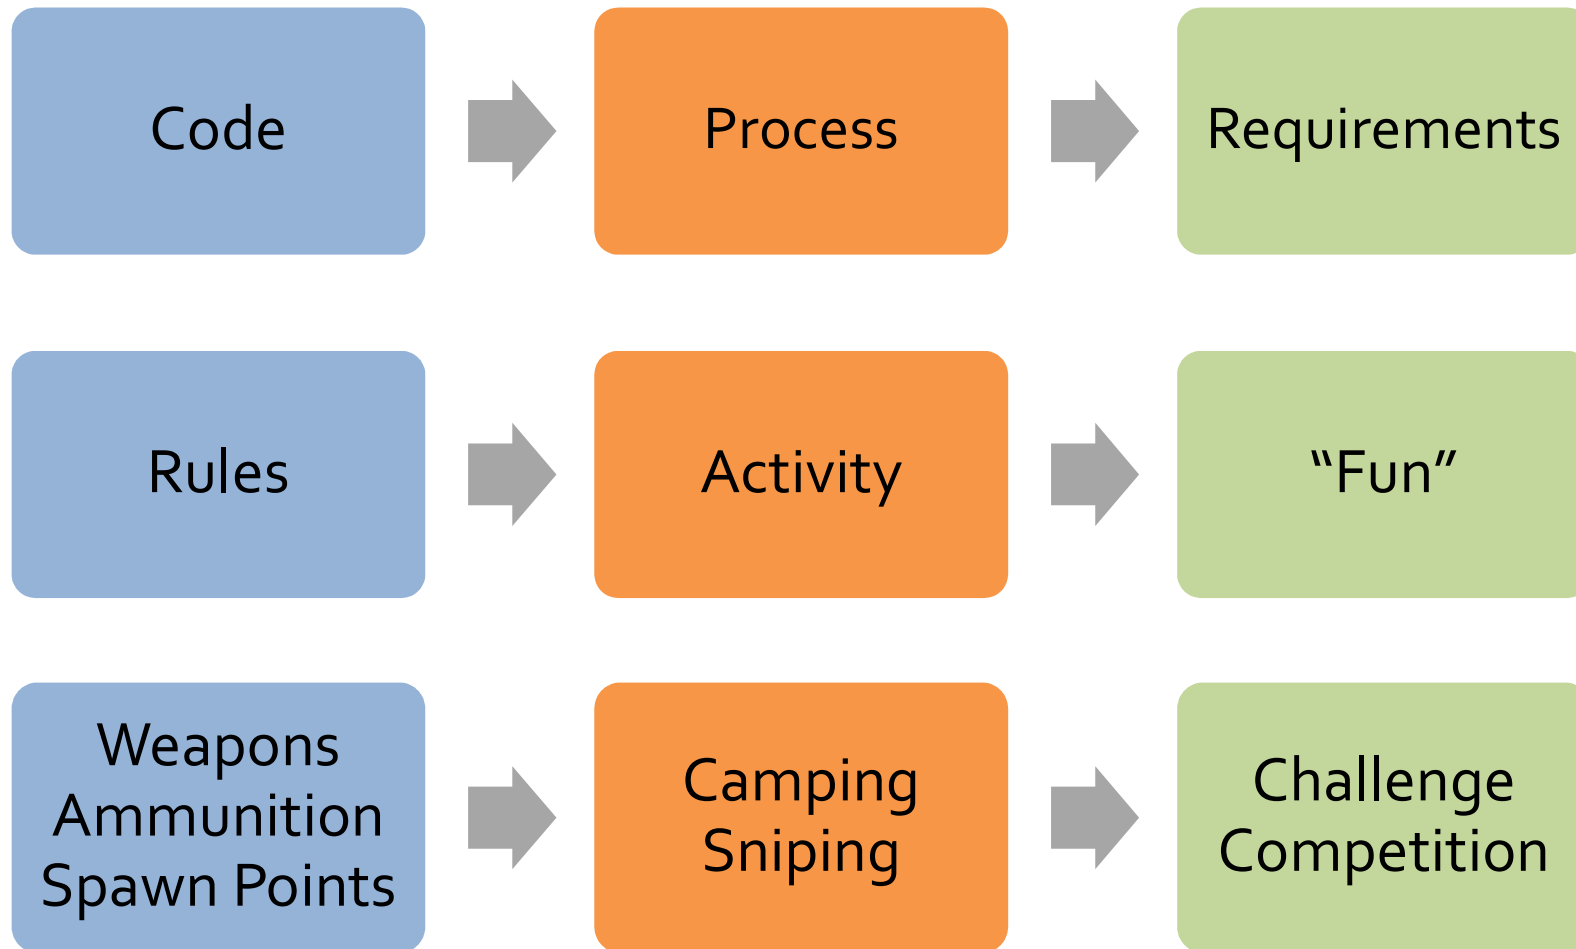 Code
Process
Requirements
Rules
Activity
“Fun”
Weapons
Ammunition
Spawn Points
Camping
Sniping
Challenge
Competition